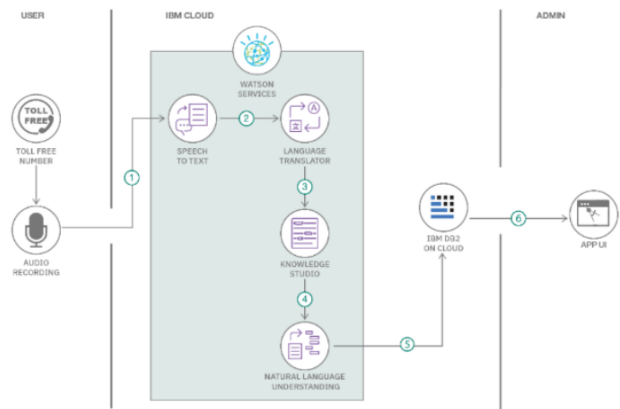 USER
IBM CLOUD
ADMIN
WATSON
SERVICES
TOLL
FREE
TOLL FREE
NUMBER
1
SPEECH
TO TEXT
2
A
文
LANGUAGE
TRANSLATOR
3
AUDIO
RECORDING
KNOWLEDGE
STUDIO
4
NATURAL LANGUAGE
UNDERSTANDING
5
IBM DB2
ON CLOUD
6
APP UI